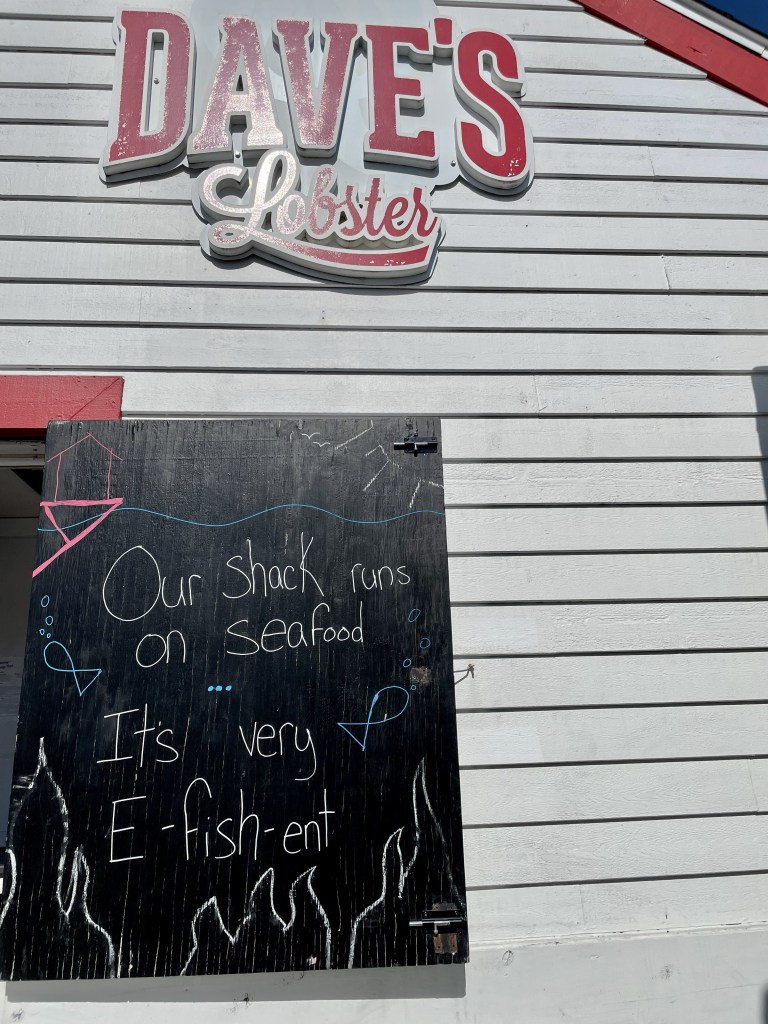 DAVE'S
Lobster
Our shack runs
on seafood
...
It's very
E-fish-ent